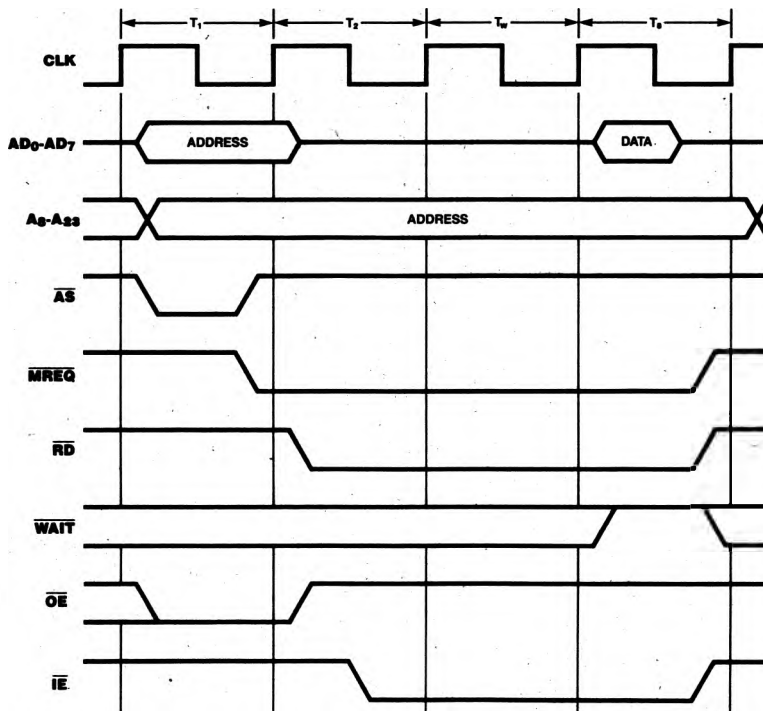 T1 T2 Tw T3
CLK
AD0-AD7 ADDRESS DATA
A8-A23 ADDRESS
AS
MREQ
RD
WAIT
OE
IE